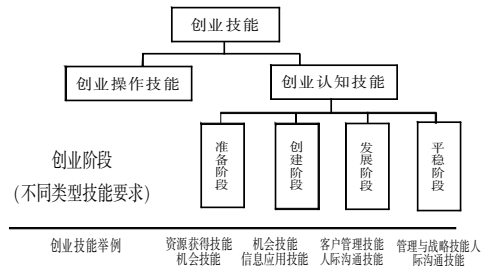 创业技能
创业操作技能
创业认知技能
准备阶段
创建阶段
发展阶段
平稳阶段
创业阶段
(不同类型技能要求)
创业技能举例
资源获得技能
机会技能
机会技能
信息应用技能
客户管理技能
人际沟通技能
管理与战略技能人
际沟通技能